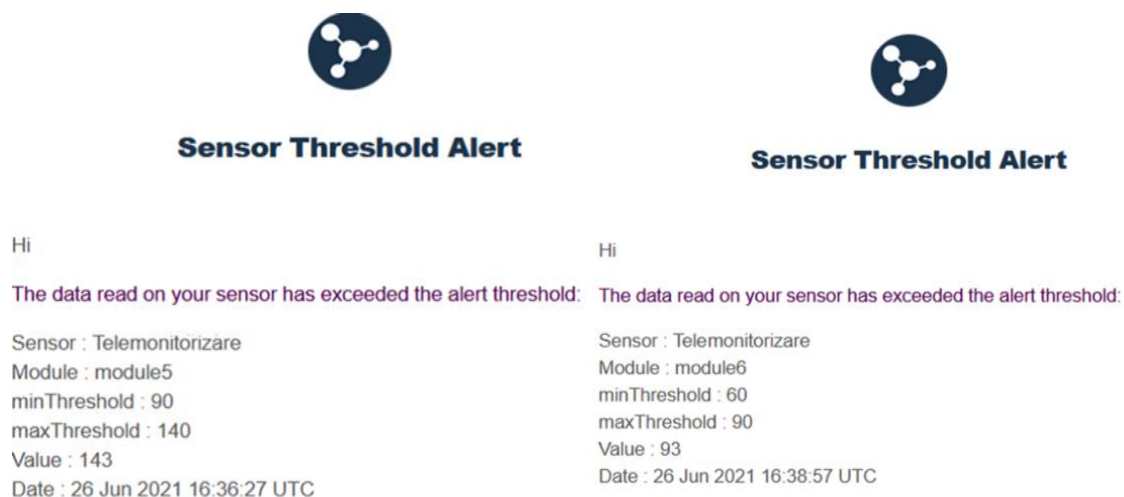 Sensor Threshold Alert
Hi
The data read on your sensor has exceeded the alert threshold:
Sensor : Telemonitorizare
Module : module5
minThreshold : 90
maxThreshold : 140
Value : 143
Date : 26 Jun 2021 16:36:27 UTC
Sensor Threshold Alert
Hi
The data read on your sensor has exceeded the alert threshold:
Sensor : Telemonitorizare
Module : module6
minThreshold : 60
maxThreshold : 90
Value : 93
Date : 26 Jun 2021 16:38:57 UTC